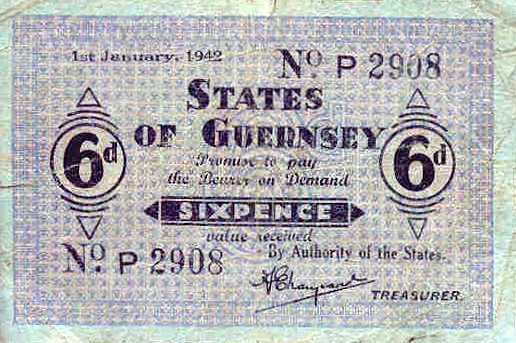 1st January, 1942
No P 2908
STATES
OF GUERNSEY
6d
6d
Promise to pay
the Bearer on Demand
SIXPENCE
value received
No P 2908
By Authority of the States.
TREASURER.